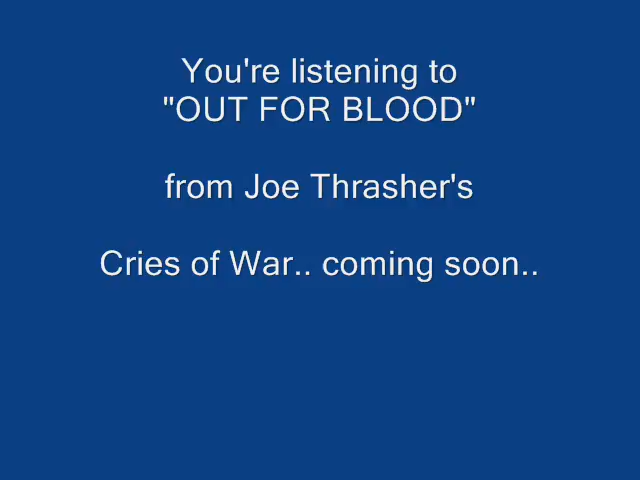 You're listening to
"OUT FOR BLOOD"
from Joe Thrasher's
Cries of War.. coming soon..